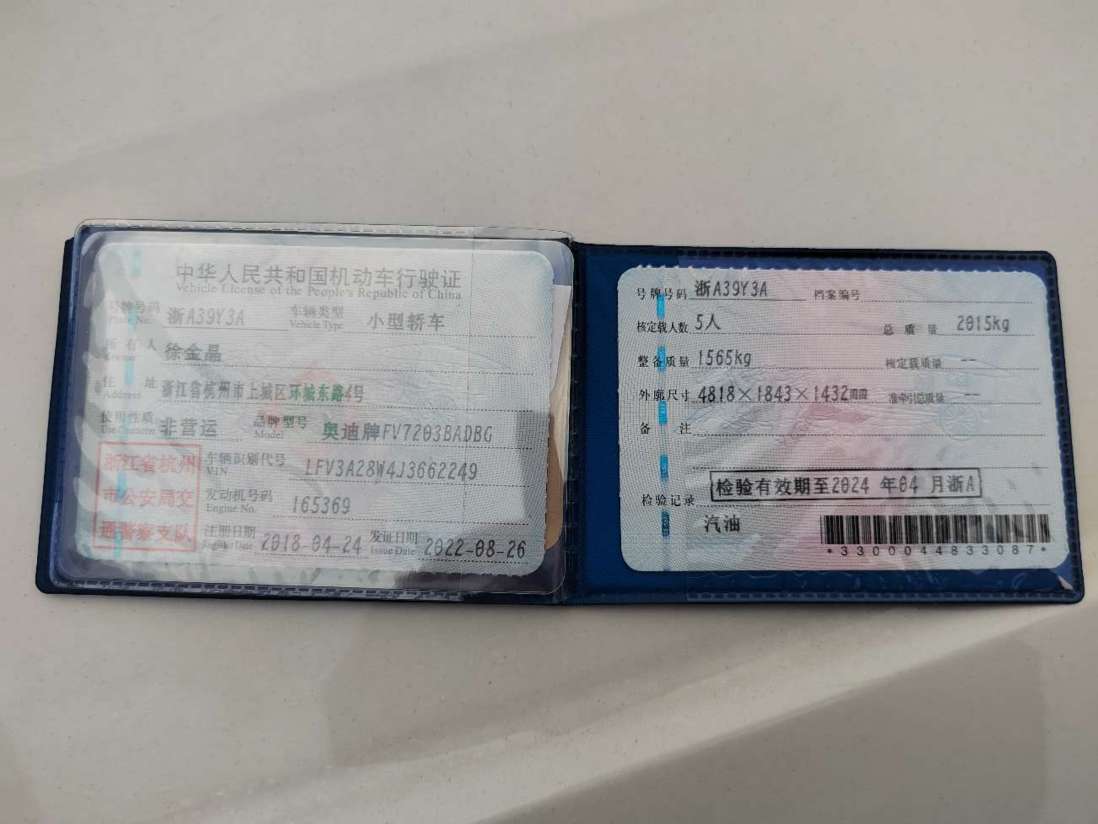 中华人民共和国机动车行驶证
Vehicle License of the People's Republic of China
号牌号码 浙A39Y3A 车辆类型 小型轿车
Plate No. Vehicle Type
所有人 徐金晶
Owner
住址 浙江省杭州市上城区环城东路4号
Address
使用性质 非营运 品牌型号 奥迪牌FV7203BADBG
Use Character Model
浙江省杭州
市公安局交
通警察支队
车辆识别代号 LFV3A28W4J3662249
VIN
发动机号码 165369
Engine No.
注册日期 2018-04-24 发证日期 2022-08-26
Register Date Issue Date
号牌号码 浙A39Y3A 档案编号
核定载人数 5人 总质量 2015kg
整备质量 1565kg 核定载质量 --
外廓尺寸 4818×1843×1432mm 准牵引总质量 --
备注
检验记录 检验有效期至2024年04月浙A
汽油
*3300044833087*